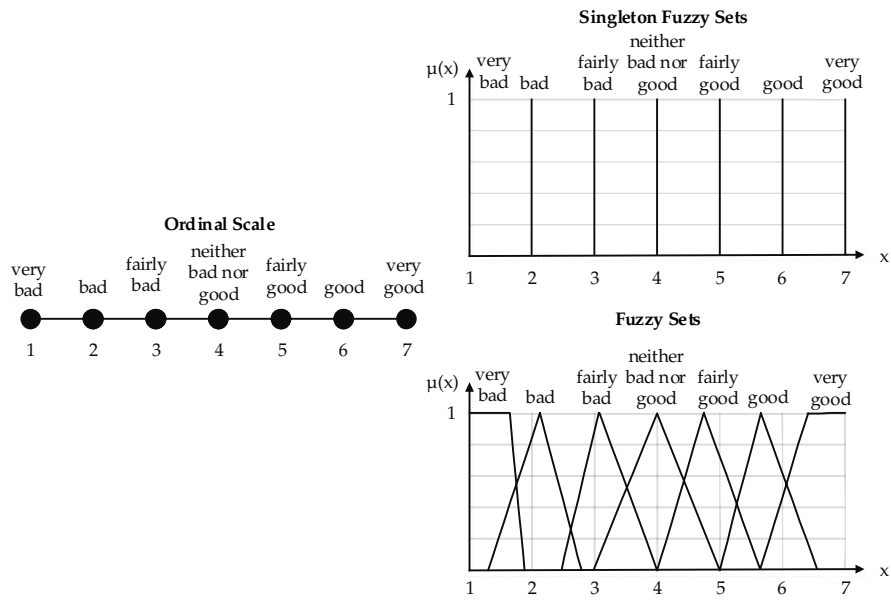 Ordinal Scale
very
bad
bad
fairly
bad
neither
bad nor
good
fairly
good
good
very
good
1 2 3 4 5 6 7
Singleton Fuzzy Sets
μ(x)
very
bad
bad
fairly
bad
neither
bad nor
good
fairly
good
good
very
good
1
1 2 3 4 5 6 7 x
Fuzzy Sets
μ(x)
very
bad
bad
fairly
bad
neither
bad nor
good
fairly
good
good
very
good
1
1 2 3 4 5 6 7 x